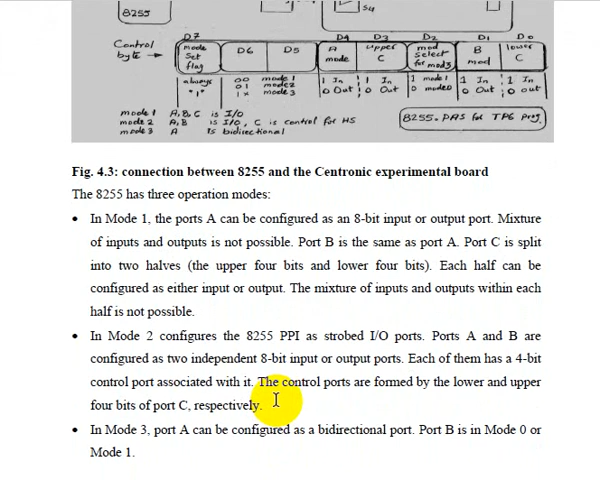 8255
S4
D7 D4 D3 D2 D1 D0
Control byte → mode Set flag D6 D5 A mode upper C mod select for mod3 B mod lower C
always "1" 00 mode 1 1 In 1 In 1 mode 1 1 In 1 In
01 mode 2 0 Out 0 Out 0 mode0 0 Out 0 out
1x mode 3
mode 1 A, B, C is I/O
mode 2 A, B is I/O, C is control for HS
mode 3 A is bidirectional
8255.PAS for TP6 Prog.
Fig. 4.3: connection between 8255 and the Centronic experimental board
The 8255 has three operation modes:
• In Mode 1, the ports A can be configured as an 8-bit input or output port. Mixture
of inputs and outputs is not possible. Port B is the same as port A. Port C is split
into two halves (the upper four bits and lower four bits). Each half can be
configured as either input or output. The mixture of inputs and outputs within each
half is not possible.
• In Mode 2 configures the 8255 PPI as strobed I/O ports. Ports A and B are
configured as two independent 8-bit input or output ports. Each of them has a 4-bit
control port associated with it. The control ports are formed by the lower and upper
four bits of port C, respectively.
• In Mode 3, port A can be configured as a bidirectional port. Port B is in Mode 0 or
Mode 1.